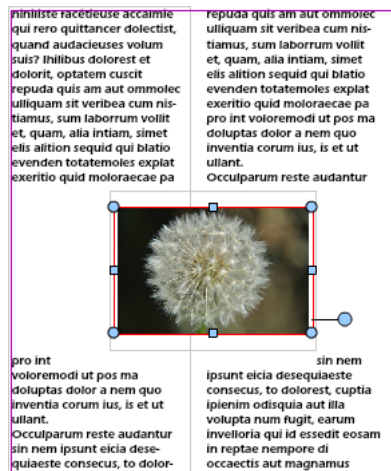 nihiliste racétieuse accalmie
qui rero quittancer dolectist,
quand audacieuses volum
suis? Ihilibus dolorest et
dolorit, optatem cuscit
repuda quis am aut ommolec
ulliquam sit veribea cum nis-
tiamus, sum laborrum vollit
et, quam, alia intiam, simet
elis alition sequid qui blatio
evenden totatemoles explat
exeritio quid moloraecae pa
pro int
voloremodi ut pos ma
doluptas dolor a nem quo
inventia corum ius, is et ut
ullant.
Occulparum reste audantur
sin nem ipsunt eicia dese-
quiaeste consecus, to dolor-
repuda quis am aut ommolec
ulliquam sit veribea cum nis-
tiamus, sum laborrum vollit
et, quam, alia intiam, simet
elis alition sequid qui blatio
evenden totatemoles explat
exeritio quid moloraecae pa
pro int voloremodi ut pos ma
doluptas dolor a nem quo
inventia corum ius, is et ut
ullant.
Occulparum reste audantur
sin nem
ipsunt eicia desequiaeste
consecus, to dolorest, cuptia
ipienim odisquia aut illa
volupta num fugit, earum
invelloria qui id essedit eosam
in reptae nempore di
occaectis aut magnamus